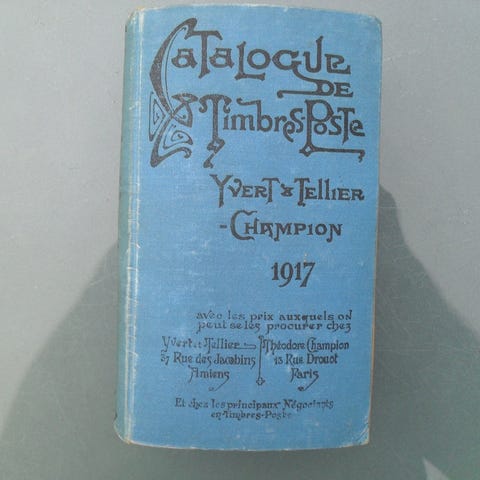 Catalogue
de
Timbres-Poste
Yvert & Tellier
-Champion
1917
avec les prix auxquels on
peut se les procurer chez
Yvert et Tellier
37 Rue des Jacobins
Amiens
Théodore Champion
13 Rue Drouot
Paris
Et chez les principaux Négociants
en Timbres-Poste